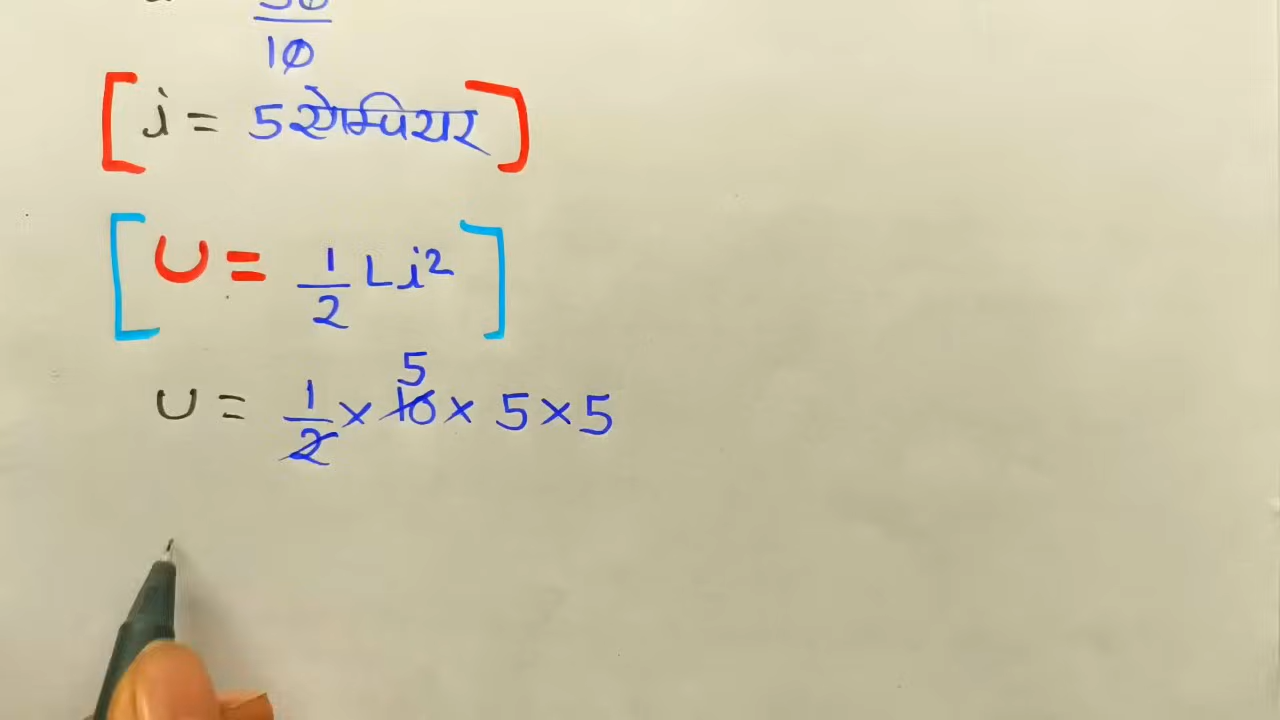 10
[i = 5 ऐम्पियर]
[U = 1/2 Li²]
U = 1/2 × 10 5 × 5 × 5